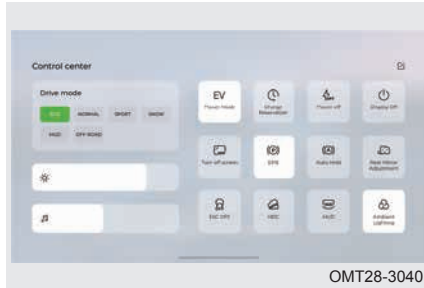 Control center
Drive mode
ECO NORMAL SPORT SNOW
MUD OFF-ROAD
EV
Power Mode
Charge
Reservation
Power off
Display Off
Turn off screen
EPB
Auto Hold
Rear Mirror
Adjustment
ESC OFF
HDC
HUD
Ambient
Lighting
OMT28-3040